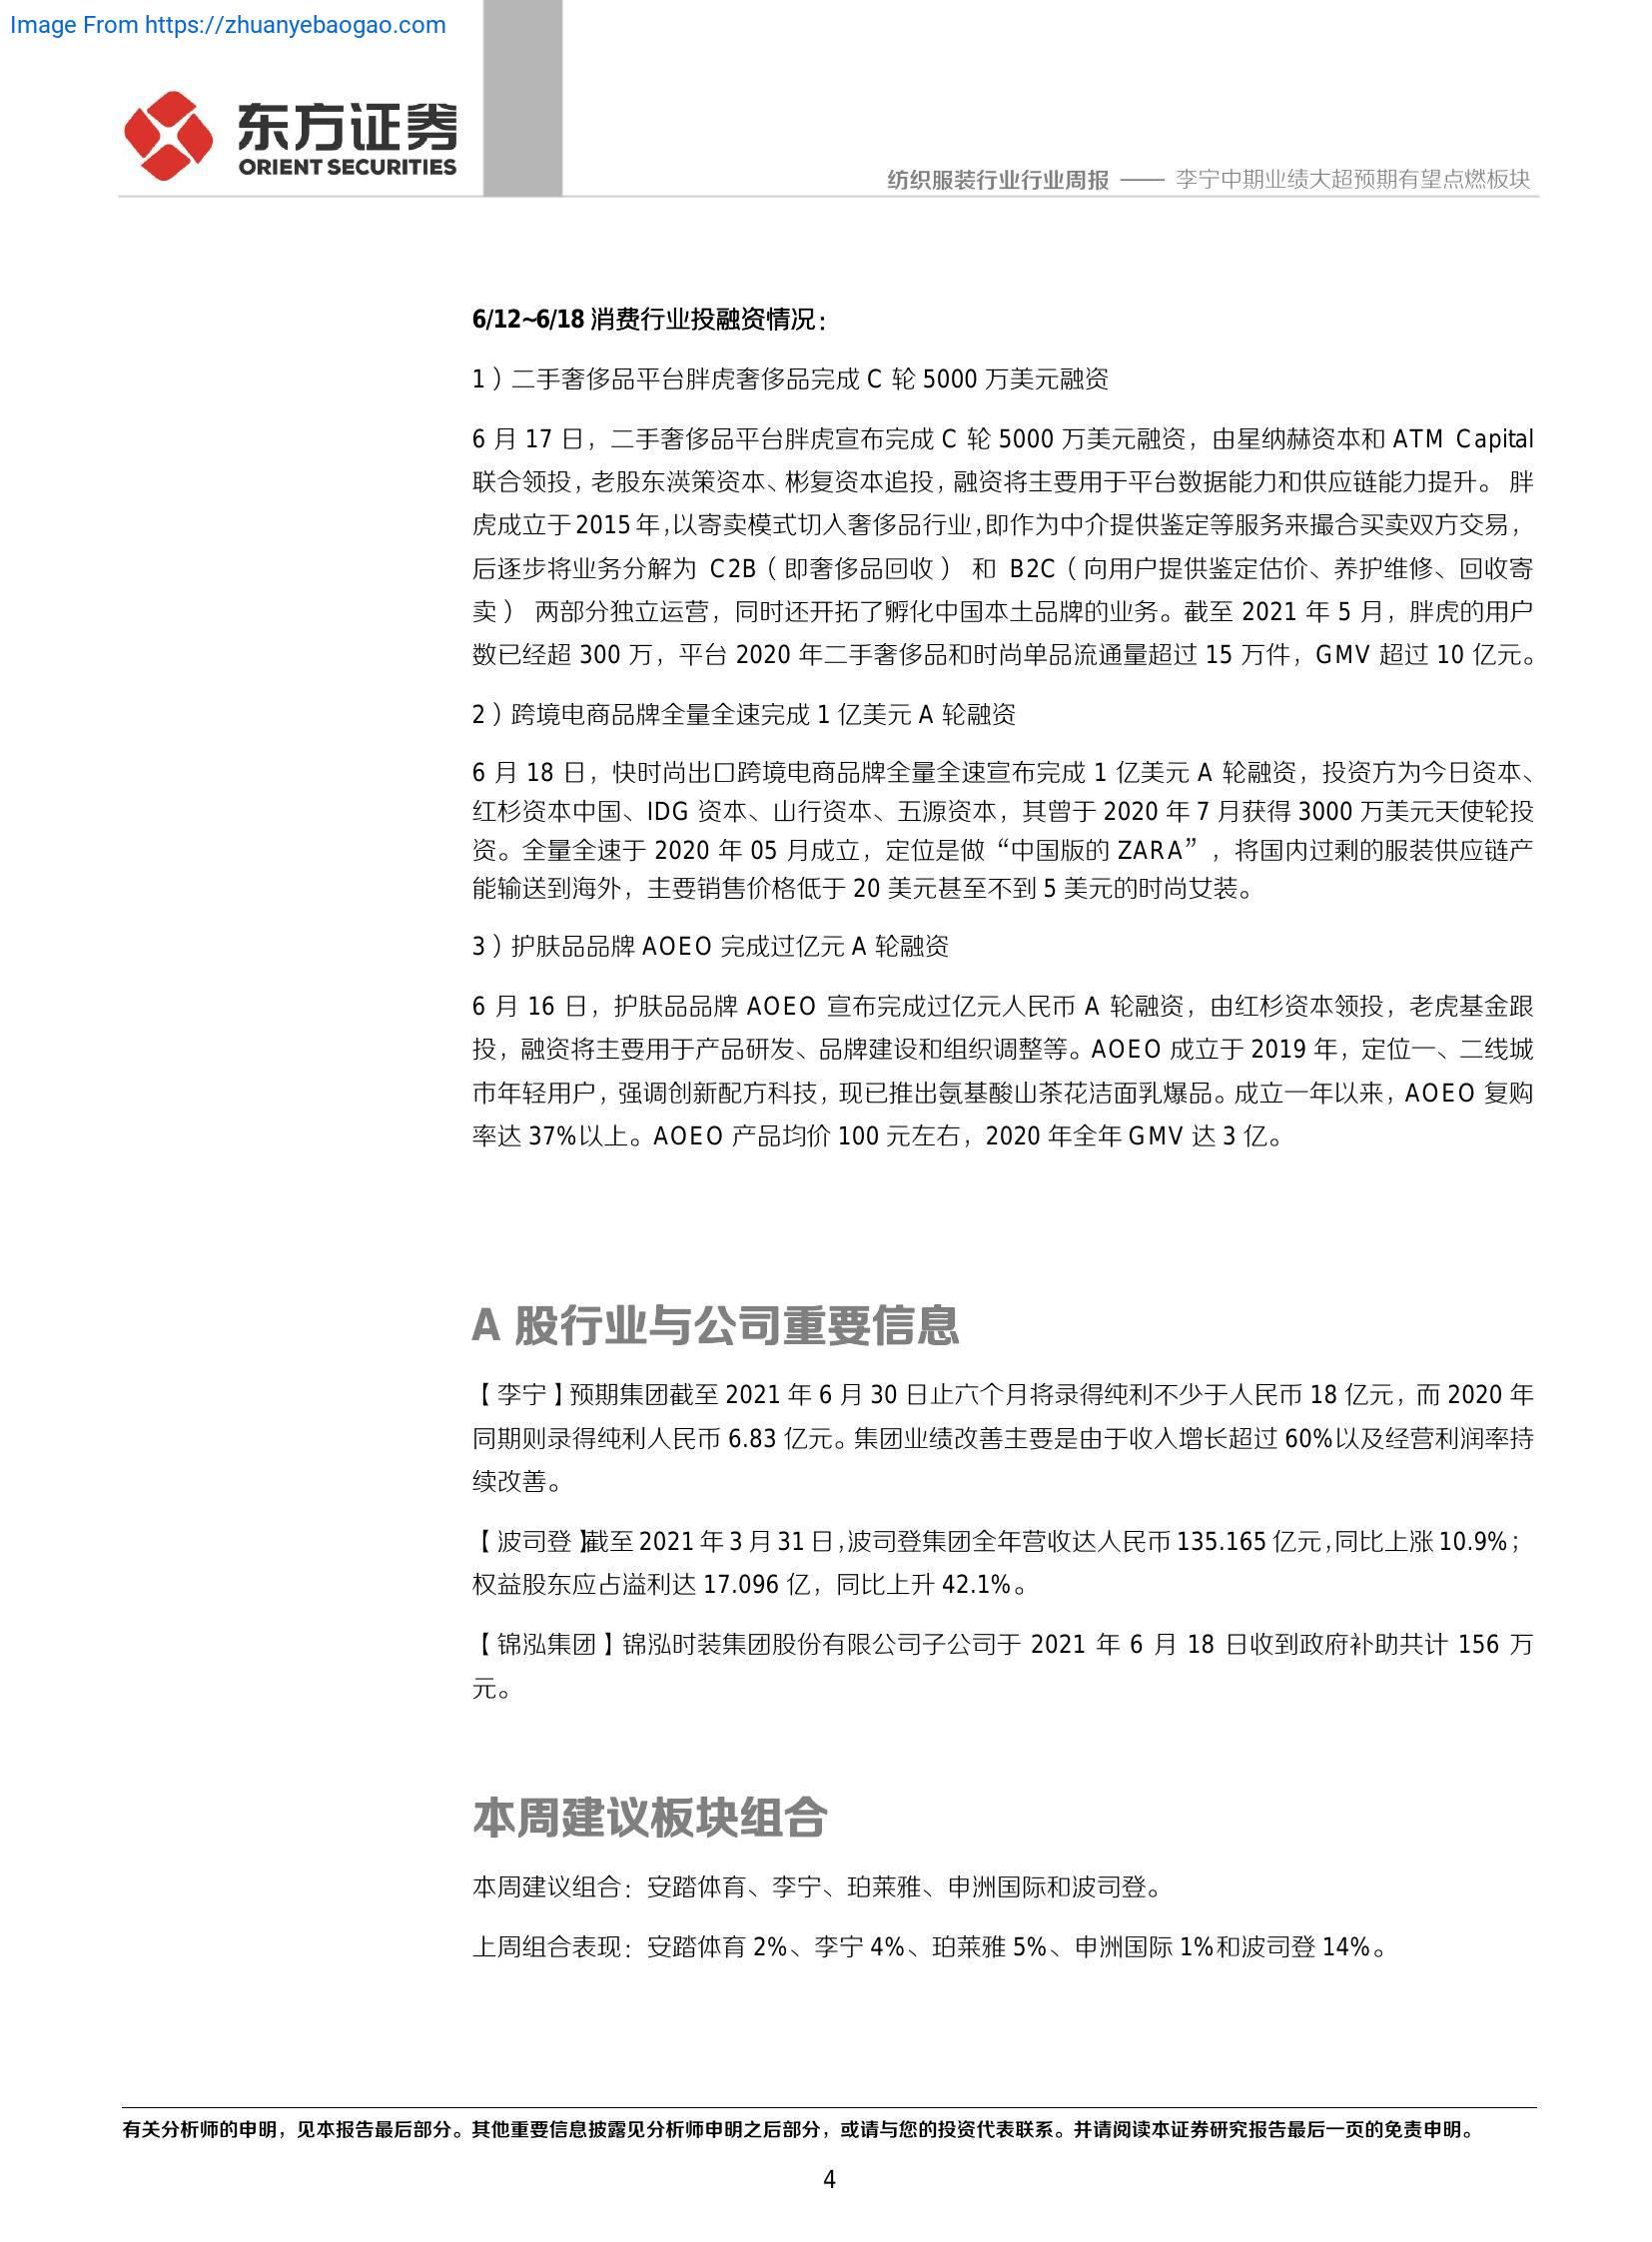 Image From https://zhuanyebaogao.com
东方证券
ORIENT SECURITIES
纺织服装行业行业周报 —— 李宁中期业绩大超预期有望点燃板块
6/12~6/18 消费行业投融资情况：
1）二手奢侈品平台胖虎奢侈品完成 C 轮 5000 万美元融资
6 月 17 日，二手奢侈品平台胖虎宣布完成 C 轮 5000 万美元融资，由星纳赫资本和 ATM Capital
联合领投，老股东渶策资本、彬复资本追投，融资将主要用于平台数据能力和供应链能力提升。 胖
虎成立于 2015 年，以寄卖模式切入奢侈品行业，即作为中介提供鉴定等服务来撮合买卖双方交易，
后逐步将业务分解为 C2B（即奢侈品回收） 和 B2C（向用户提供鉴定估价、养护维修、回收寄
卖） 两部分独立运营，同时还开拓了孵化中国本土品牌的业务。截至 2021 年 5 月，胖虎的用户
数已经超 300 万，平台 2020 年二手奢侈品和时尚单品流通量超过 15 万件，GMV 超过 10 亿元。
2）跨境电商品牌全量全速完成 1 亿美元 A 轮融资
6 月 18 日，快时尚出口跨境电商品牌全量全速宣布完成 1 亿美元 A 轮融资，投资方为今日资本、
红杉资本中国、IDG 资本、山行资本、五源资本，其曾于 2020 年 7 月获得 3000 万美元天使轮投
资。全量全速于 2020 年 05 月成立，定位是做“中国版的 ZARA”，将国内过剩的服装供应链产
能输送到海外，主要销售价格低于 20 美元甚至不到 5 美元的时尚女装。
3）护肤品品牌 AOEO 完成过亿元 A 轮融资
6 月 16 日，护肤品品牌 AOEO 宣布完成过亿元人民币 A 轮融资，由红杉资本领投，老虎基金跟
投，融资将主要用于产品研发、品牌建设和组织调整等。AOEO 成立于 2019 年，定位一、二线城
市年轻用户，强调创新配方科技，现已推出氨基酸山茶花洁面乳爆品。成立一年以来，AOEO 复购
率达 37%以上。AOEO 产品均价 100 元左右，2020 年全年 GMV 达 3 亿。
A 股行业与公司重要信息
【李宁】预期集团截至 2021 年 6 月 30 日止六个月将录得纯利不少于人民币 18 亿元，而 2020 年
同期则录得纯利人民币 6.83 亿元。集团业绩改善主要是由于收入增长超过 60%以及经营利润率持
续改善。
【波司登】截至 2021 年 3 月 31 日，波司登集团全年营收达人民币 135.165 亿元，同比上涨 10.9%；
权益股东应占溢利达 17.096 亿，同比上升 42.1%。
【锦泓集团】锦泓时装集团股份有限公司子公司于 2021 年 6 月 18 日收到政府补助共计 156 万
元。
本周建议板块组合
本周建议组合：安踏体育、李宁、珀莱雅、申洲国际和波司登。
上周组合表现：安踏体育 2%、李宁 4%、珀莱雅 5%、申洲国际 1%和波司登 14%。
有关分析师的申明，见本报告最后部分。其他重要信息披露见分析师申明之后部分，或请与您的投资代表联系。并请阅读本证券研究报告最后一页的免责申明。
4